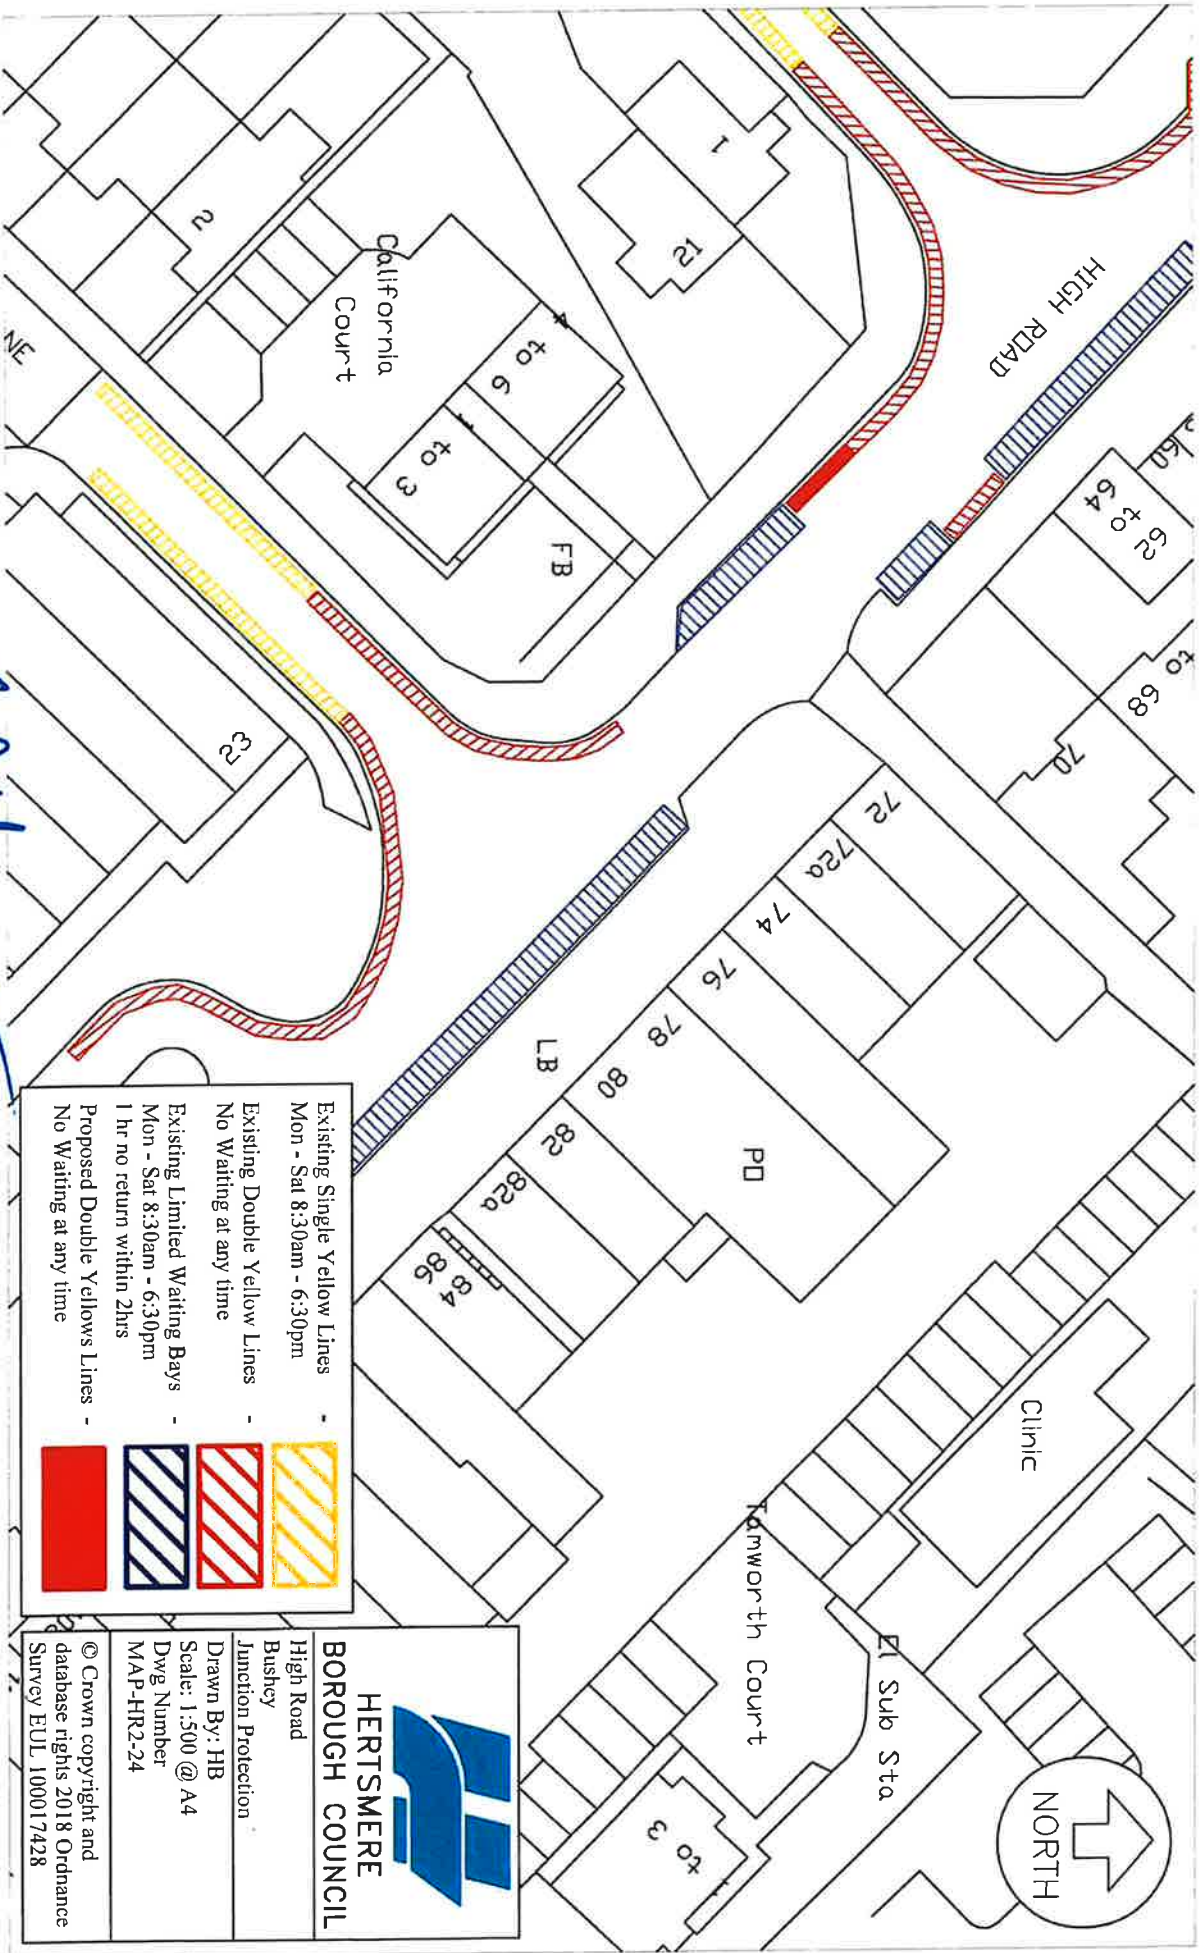 HIGH ROAD
1
21
2
California
Court
4
to 6
1
to 3
FB
NE
23
160
62
to
64
to 68
70
72
72a
74
76
78
80
82
82a
84
86
LB
PD
Clinic
Tamworth Court
El Sub Sta
1
to 3
NORTH
Existing Single Yellow Lines -
Mon - Sat 8:30am - 6:30pm
Existing Double Yellow Lines -
No Waiting at any time
Existing Limited Waiting Bays -
Mon - Sat 8:30am - 6:30pm
1 hr no return within 2hrs
Proposed Double Yellows Lines -
No Waiting at any time
HERTSMERE
BOROUGH COUNCIL
High Road
Bushey
Junction Protection
Drawn By: HB
Scale: 1:500 @ A4
Dwg Number
MAP-HR2-24
© Crown copyright and
database rights 2018 Ordnance
Survey EUL 100017428